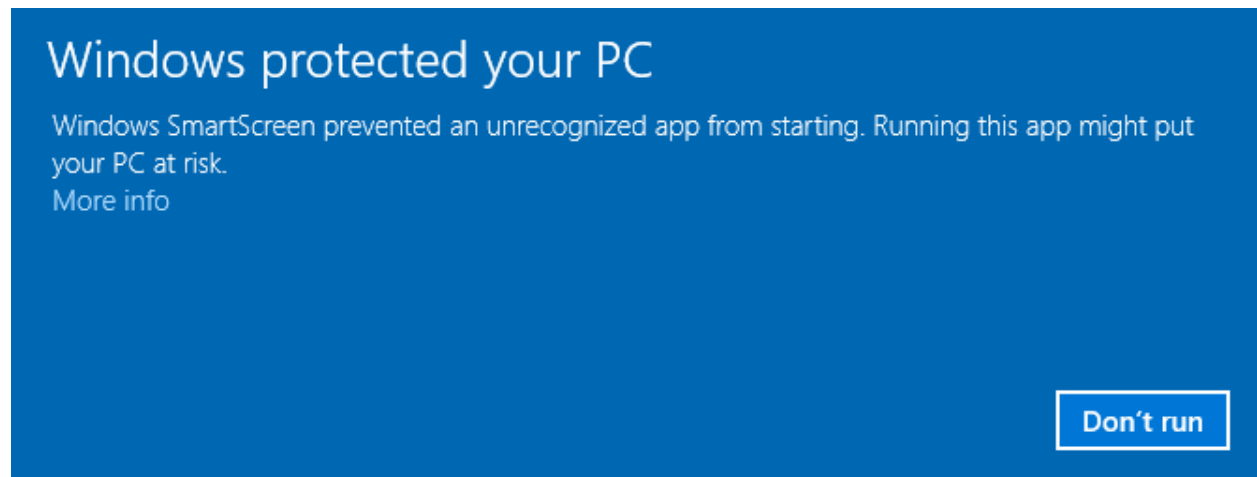 Windows protected your PC
Windows SmartScreen prevented an unrecognized app from starting. Running this app might put
your PC at risk.
More info
Don't run